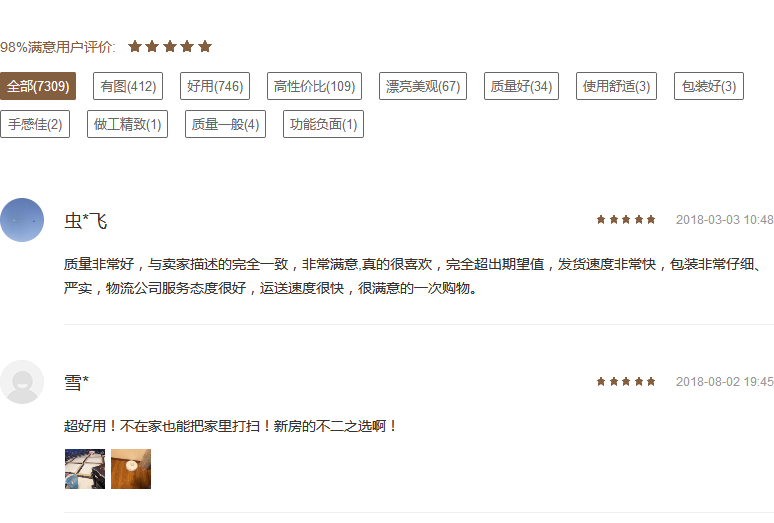 98%满意用户评价:
全部(7309) 有图(412) 好用(746) 高性价比(109) 漂亮美观(67) 质量好(34) 使用舒适(3) 包装好(3)
手感佳(2) 做工精致(1) 质量一般(4) 功能负面(1)
虫*飞 2018-03-03 10:48
质量非常好，与卖家描述的完全一致，非常满意,真的很喜欢，完全超出期望值，发货速度非常快，包装非常仔细、
严实，物流公司服务态度很好，运送速度很快，很满意的一次购物。
雪* 2018-08-02 19:45
超好用！不在家也能把家里打扫！新房的不二之选啊！